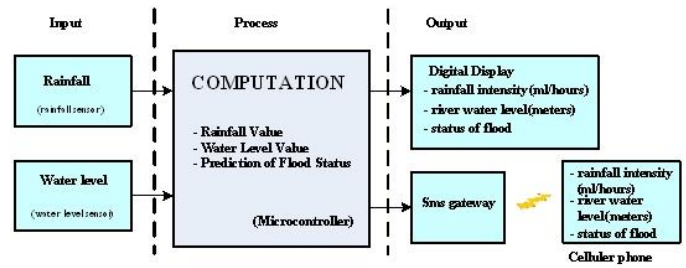 Input
Process
Output
Rainfall
(rainfall sensor)
Water level
(water level sensor)
COMPUTATION
- Rainfall Value
- Water Level Value
- Prediction of Flood Status
(Microcontroller)
Digital Display
- rainfall intensity(ml/hours)
- river water level(meters)
- status of flood
Sms gateway
- rainfall intensity
(ml/hours)
- river water
level(meters)
- status of flood
Celluler phone